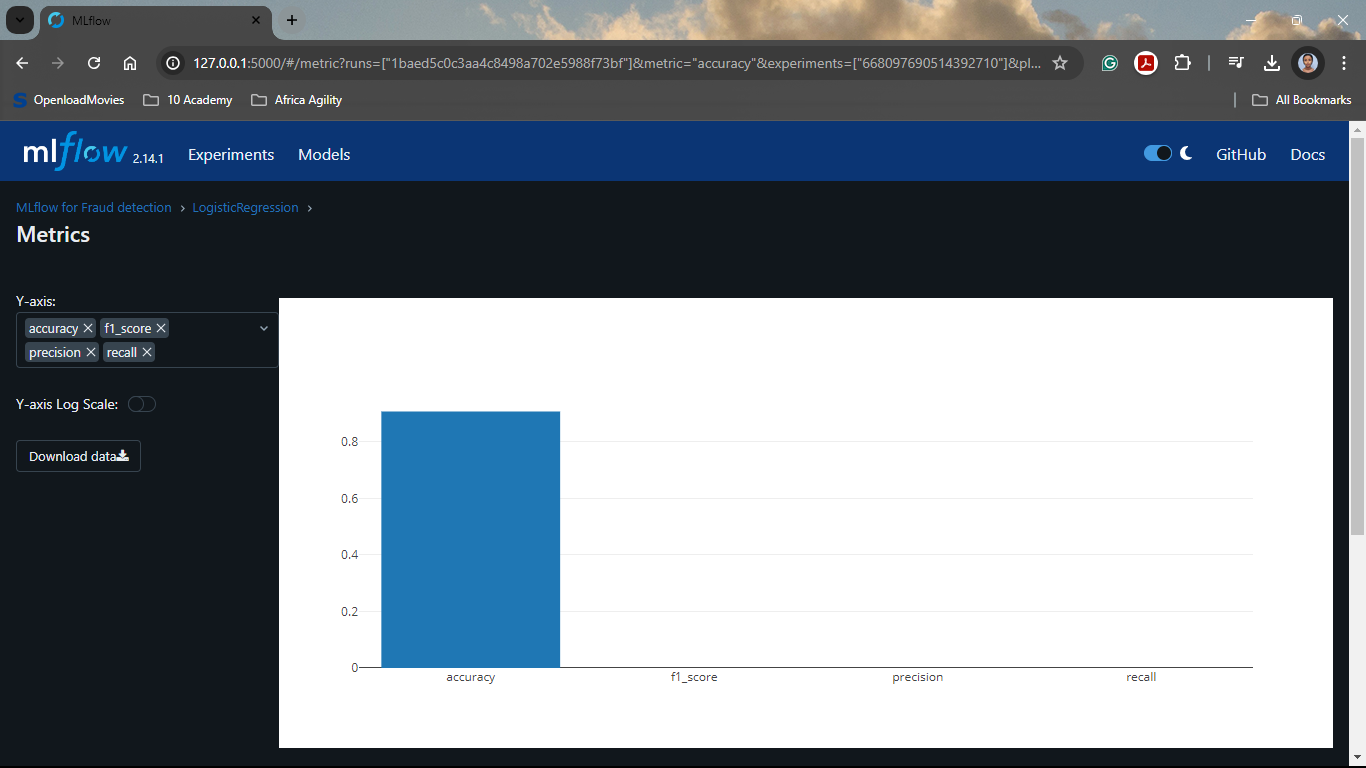 MLflow
127.0.0.1:5000/#/metric?runs=["1baed5c0c3aa4c8498a702e5988f73bf"]&metric="accuracy"&experiments=["668097690514392710"]&pl...
OpenloadMovies 10 Academy Africa Agility All Bookmarks
mlflow 2.14.1 Experiments Models GitHub Docs
MLflow for Fraud detection › LogisticRegression ›
Metrics
Y-axis:
accuracy f1_score
precision recall
Y-axis Log Scale:
Download data
0.8
0.6
0.4
0.2
0
accuracy f1_score precision recall